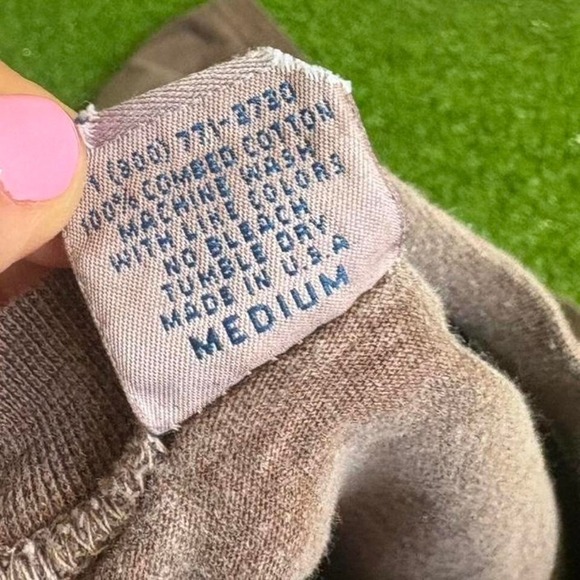 Y (800) 771-3730
100% COMBED COTTON
MACHINE WASH
WITH LIKE COLORS
NO BLEACH
TUMBLE DRY
MADE IN U.S.A
MEDIUM